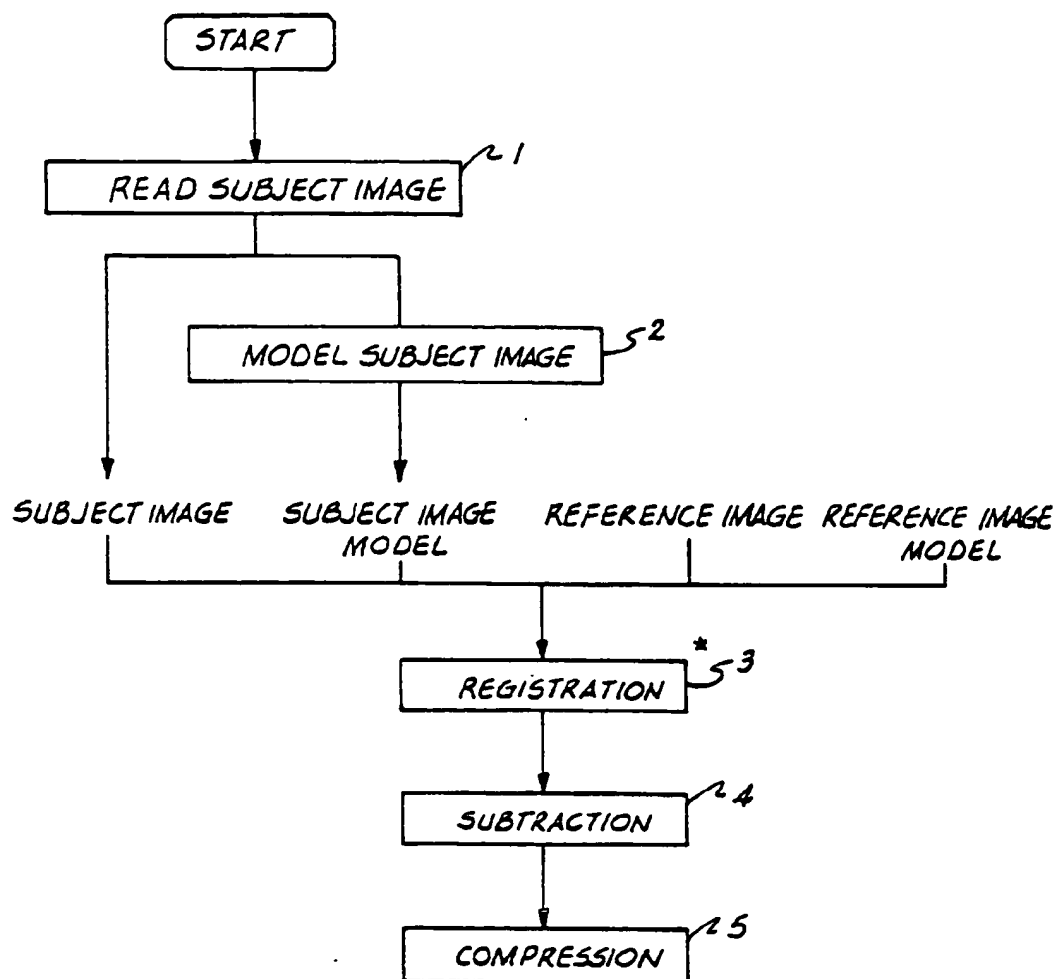 START
1
READ SUBJECT IMAGE
2
MODEL SUBJECT IMAGE
SUBJECT IMAGE
SUBJECT IMAGE
MODEL
REFERENCE IMAGE
REFERENCE IMAGE
MODEL
*
3
REGISTRATION
4
SUBTRACTION
5
COMPRESSION